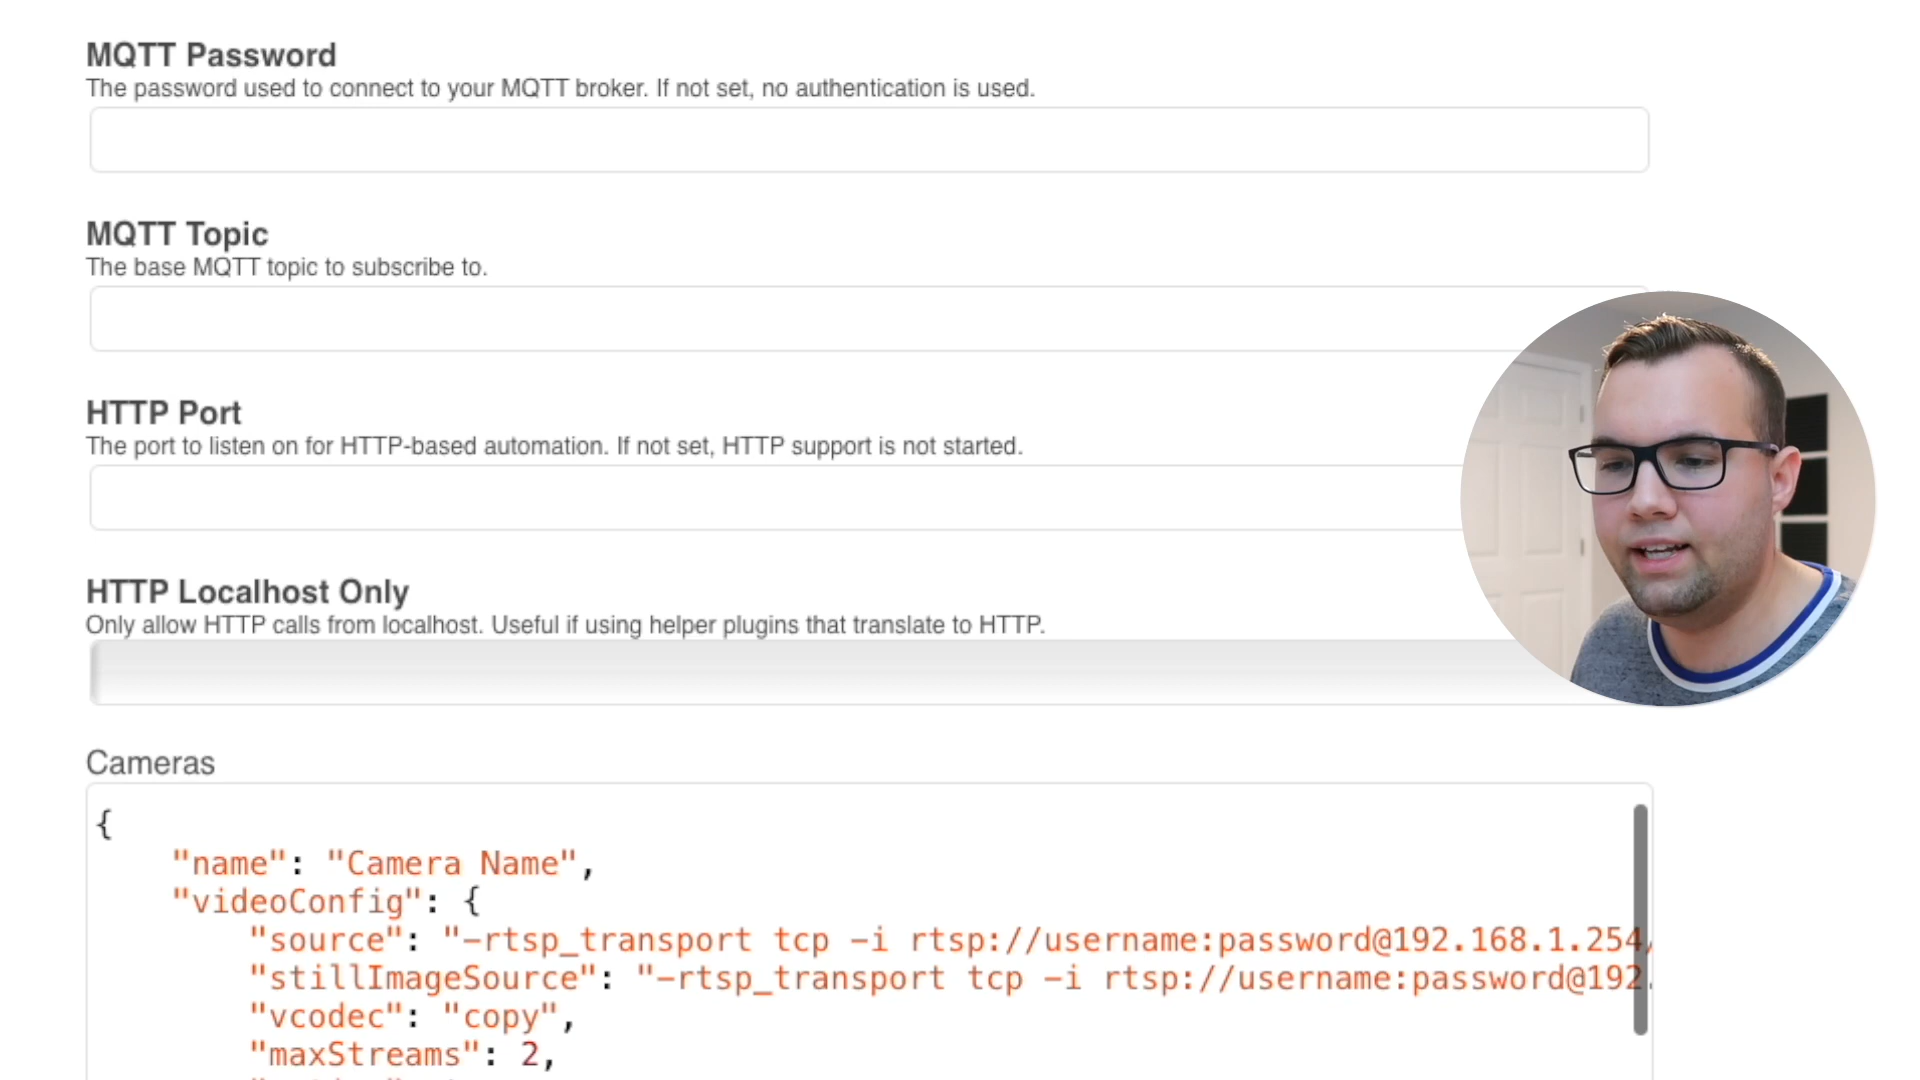 MQTT Password
The password used to connect to your MQTT broker. If not set, no authentication is used.
MQTT Topic
The base MQTT topic to subscribe to.
HTTP Port
The port to listen on for HTTP-based automation. If not set, HTTP support is not started.
HTTP Localhost Only
Only allow HTTP calls from localhost. Useful if using helper plugins that translate to HTTP.
Cameras
{
"name": "Camera Name",
"videoConfig": {
"source": "-rtsp_transport tcp -i rtsp://username:password@192.168.1.254/
"stillImageSource": "-rtsp_transport tcp -i rtsp://username:password@192.
"vcodec": "copy",
"maxStreams": 2,